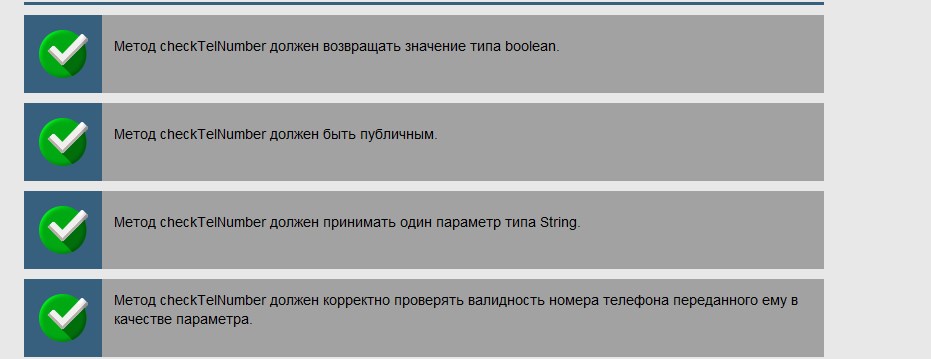 Метод checkTelNumber должен возвращать значение типа boolean.
Метод checkTelNumber должен быть публичным.
Метод checkTelNumber должен принимать один параметр типа String.
Метод checkTelNumber должен корректно проверять валидность номера телефона переданного ему в
качестве параметра.